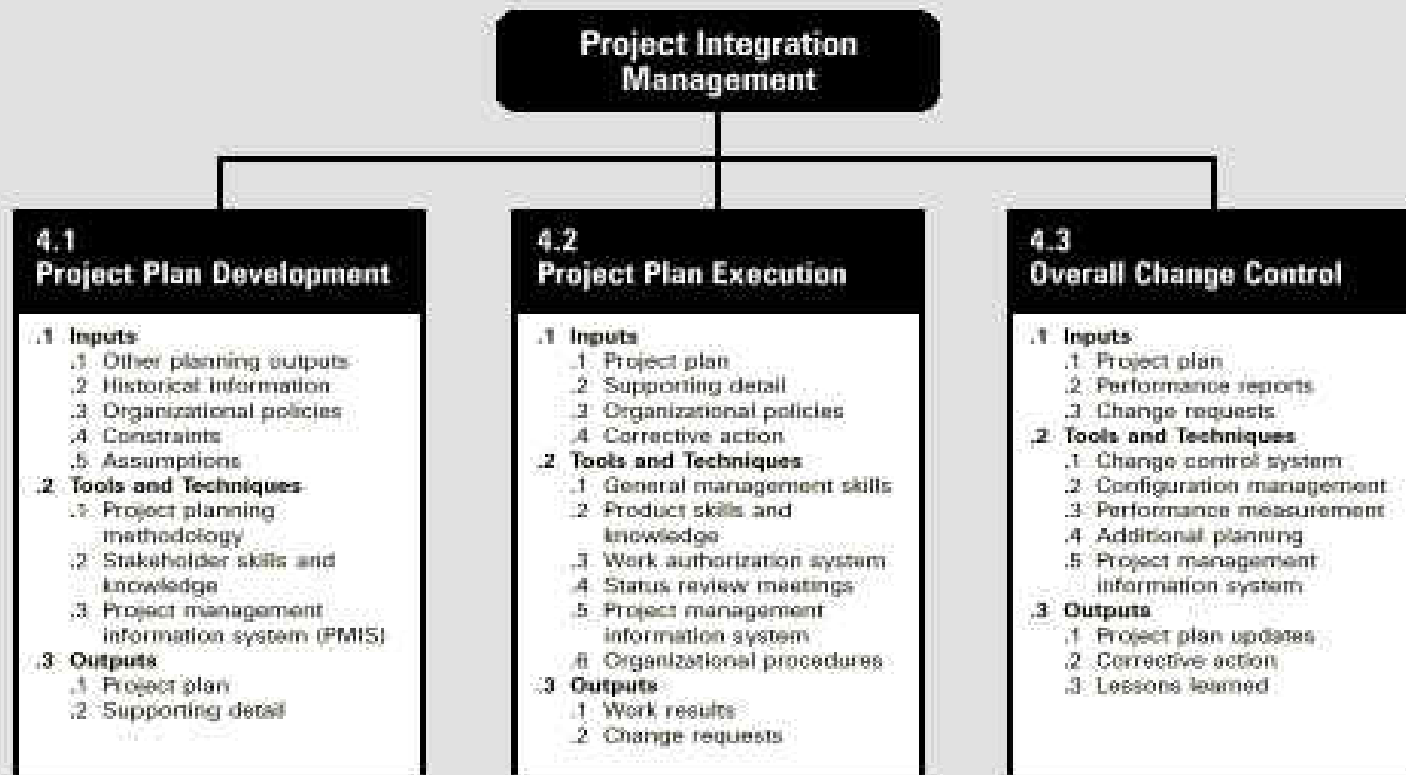 Project Integration
Management
4.1
Project Plan Development
.1 Inputs
.1 Other planning outputs
.2 Historical information
.3 Organizational policies
.4 Constraints
.5 Assumptions
.2 Tools and Techniques
.1 Project planning
methodology
.2 Stakeholder skills and
knowledge
.3 Project management
information system (PMIS)
.3 Outputs
.1 Project plan
.2 Supporting detail
4.2
Project Plan Execution
.1 Inputs
.1 Project plan
.2 Supporting detail
.3 Organizational policies
.4 Corrective action
.2 Tools and Techniques
.1 General management skills
.2 Product skills and
knowledge
.3 Work authorization system
.4 Status review meetings
.5 Project management
information system
.6 Organizational procedures
.3 Outputs
.1 Work results
.2 Change requests
4.3
Overall Change Control
.1 Inputs
.1 Project plan
.2 Performance reports
.3 Change requests
.2 Tools and Techniques
.1 Change control system
.2 Configuration management
.3 Performance measurement
.4 Additional planning
.5 Project management
information system
.3 Outputs
.1 Project plan updates
.2 Corrective action
.3 Lessons learned